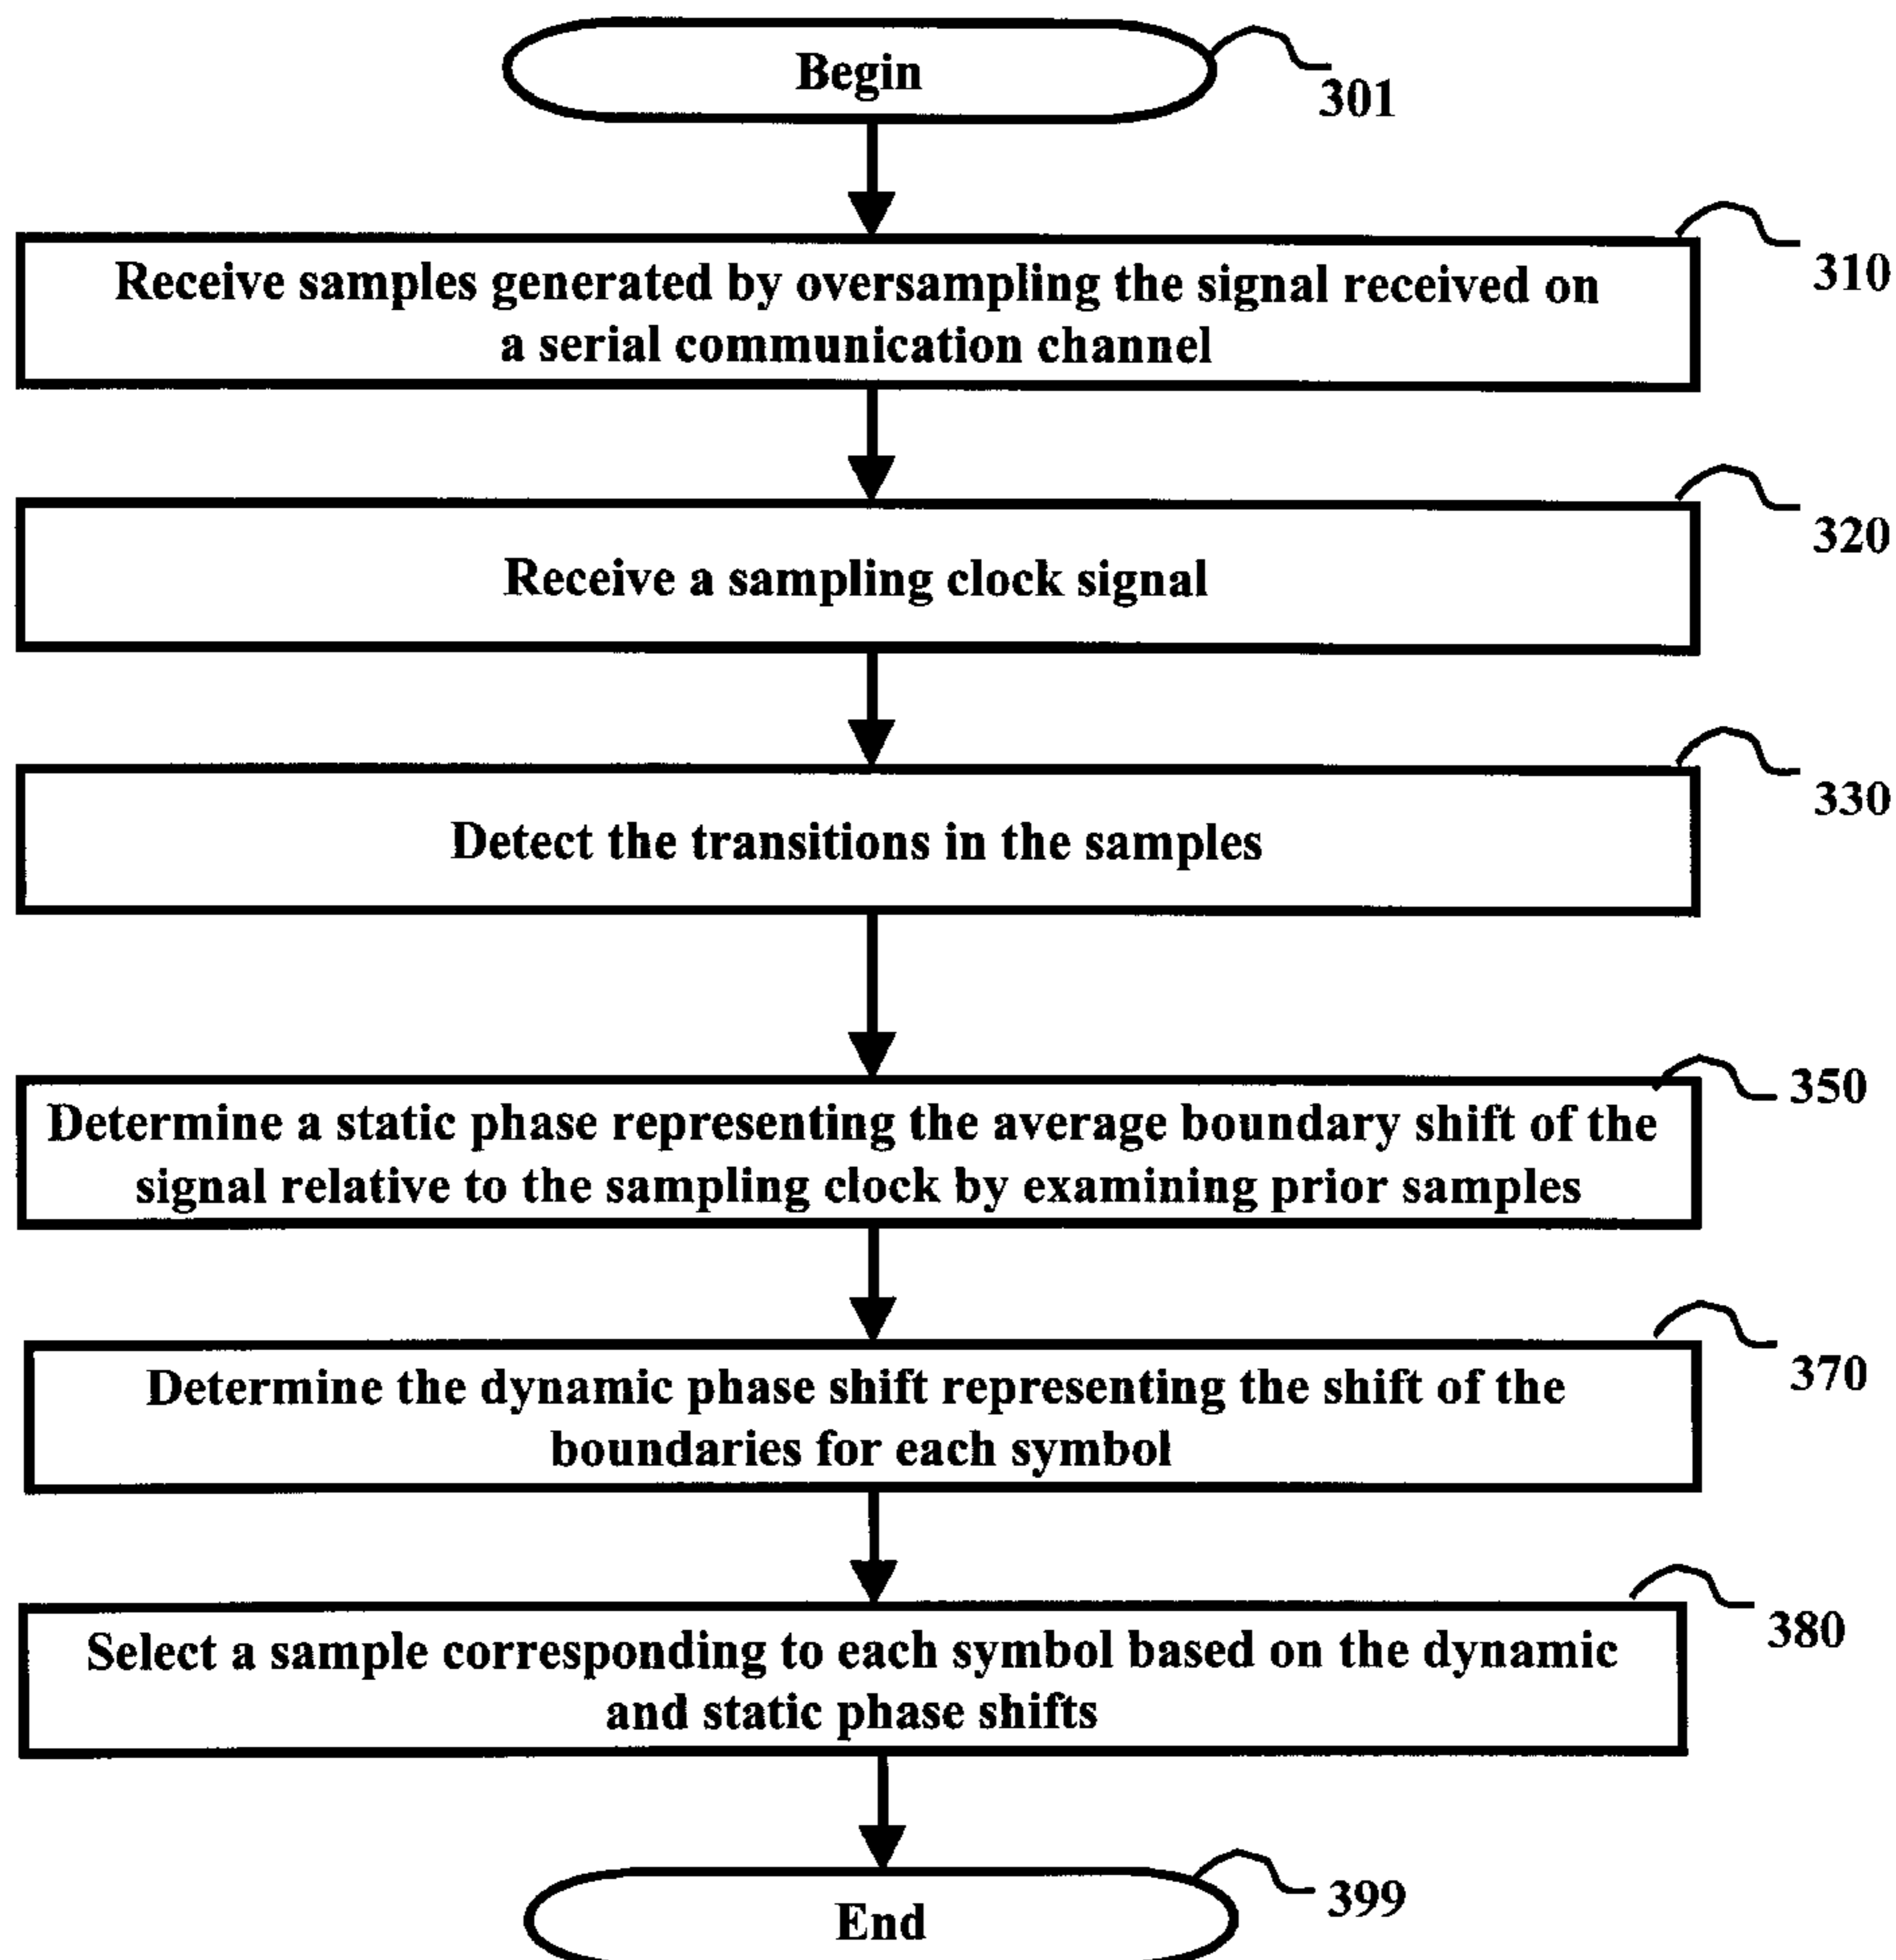 Begin
301
Receive samples generated by oversampling the signal received on
a serial communication channel
310
Receive a sampling clock signal
320
Detect the transitions in the samples
330
Determine a static phase representing the average boundary shift of the
signal relative to the sampling clock by examining prior samples
350
Determine the dynamic phase shift representing the shift of the
boundaries for each symbol
370
Select a sample corresponding to each symbol based on the dynamic
and static phase shifts
380
End
399